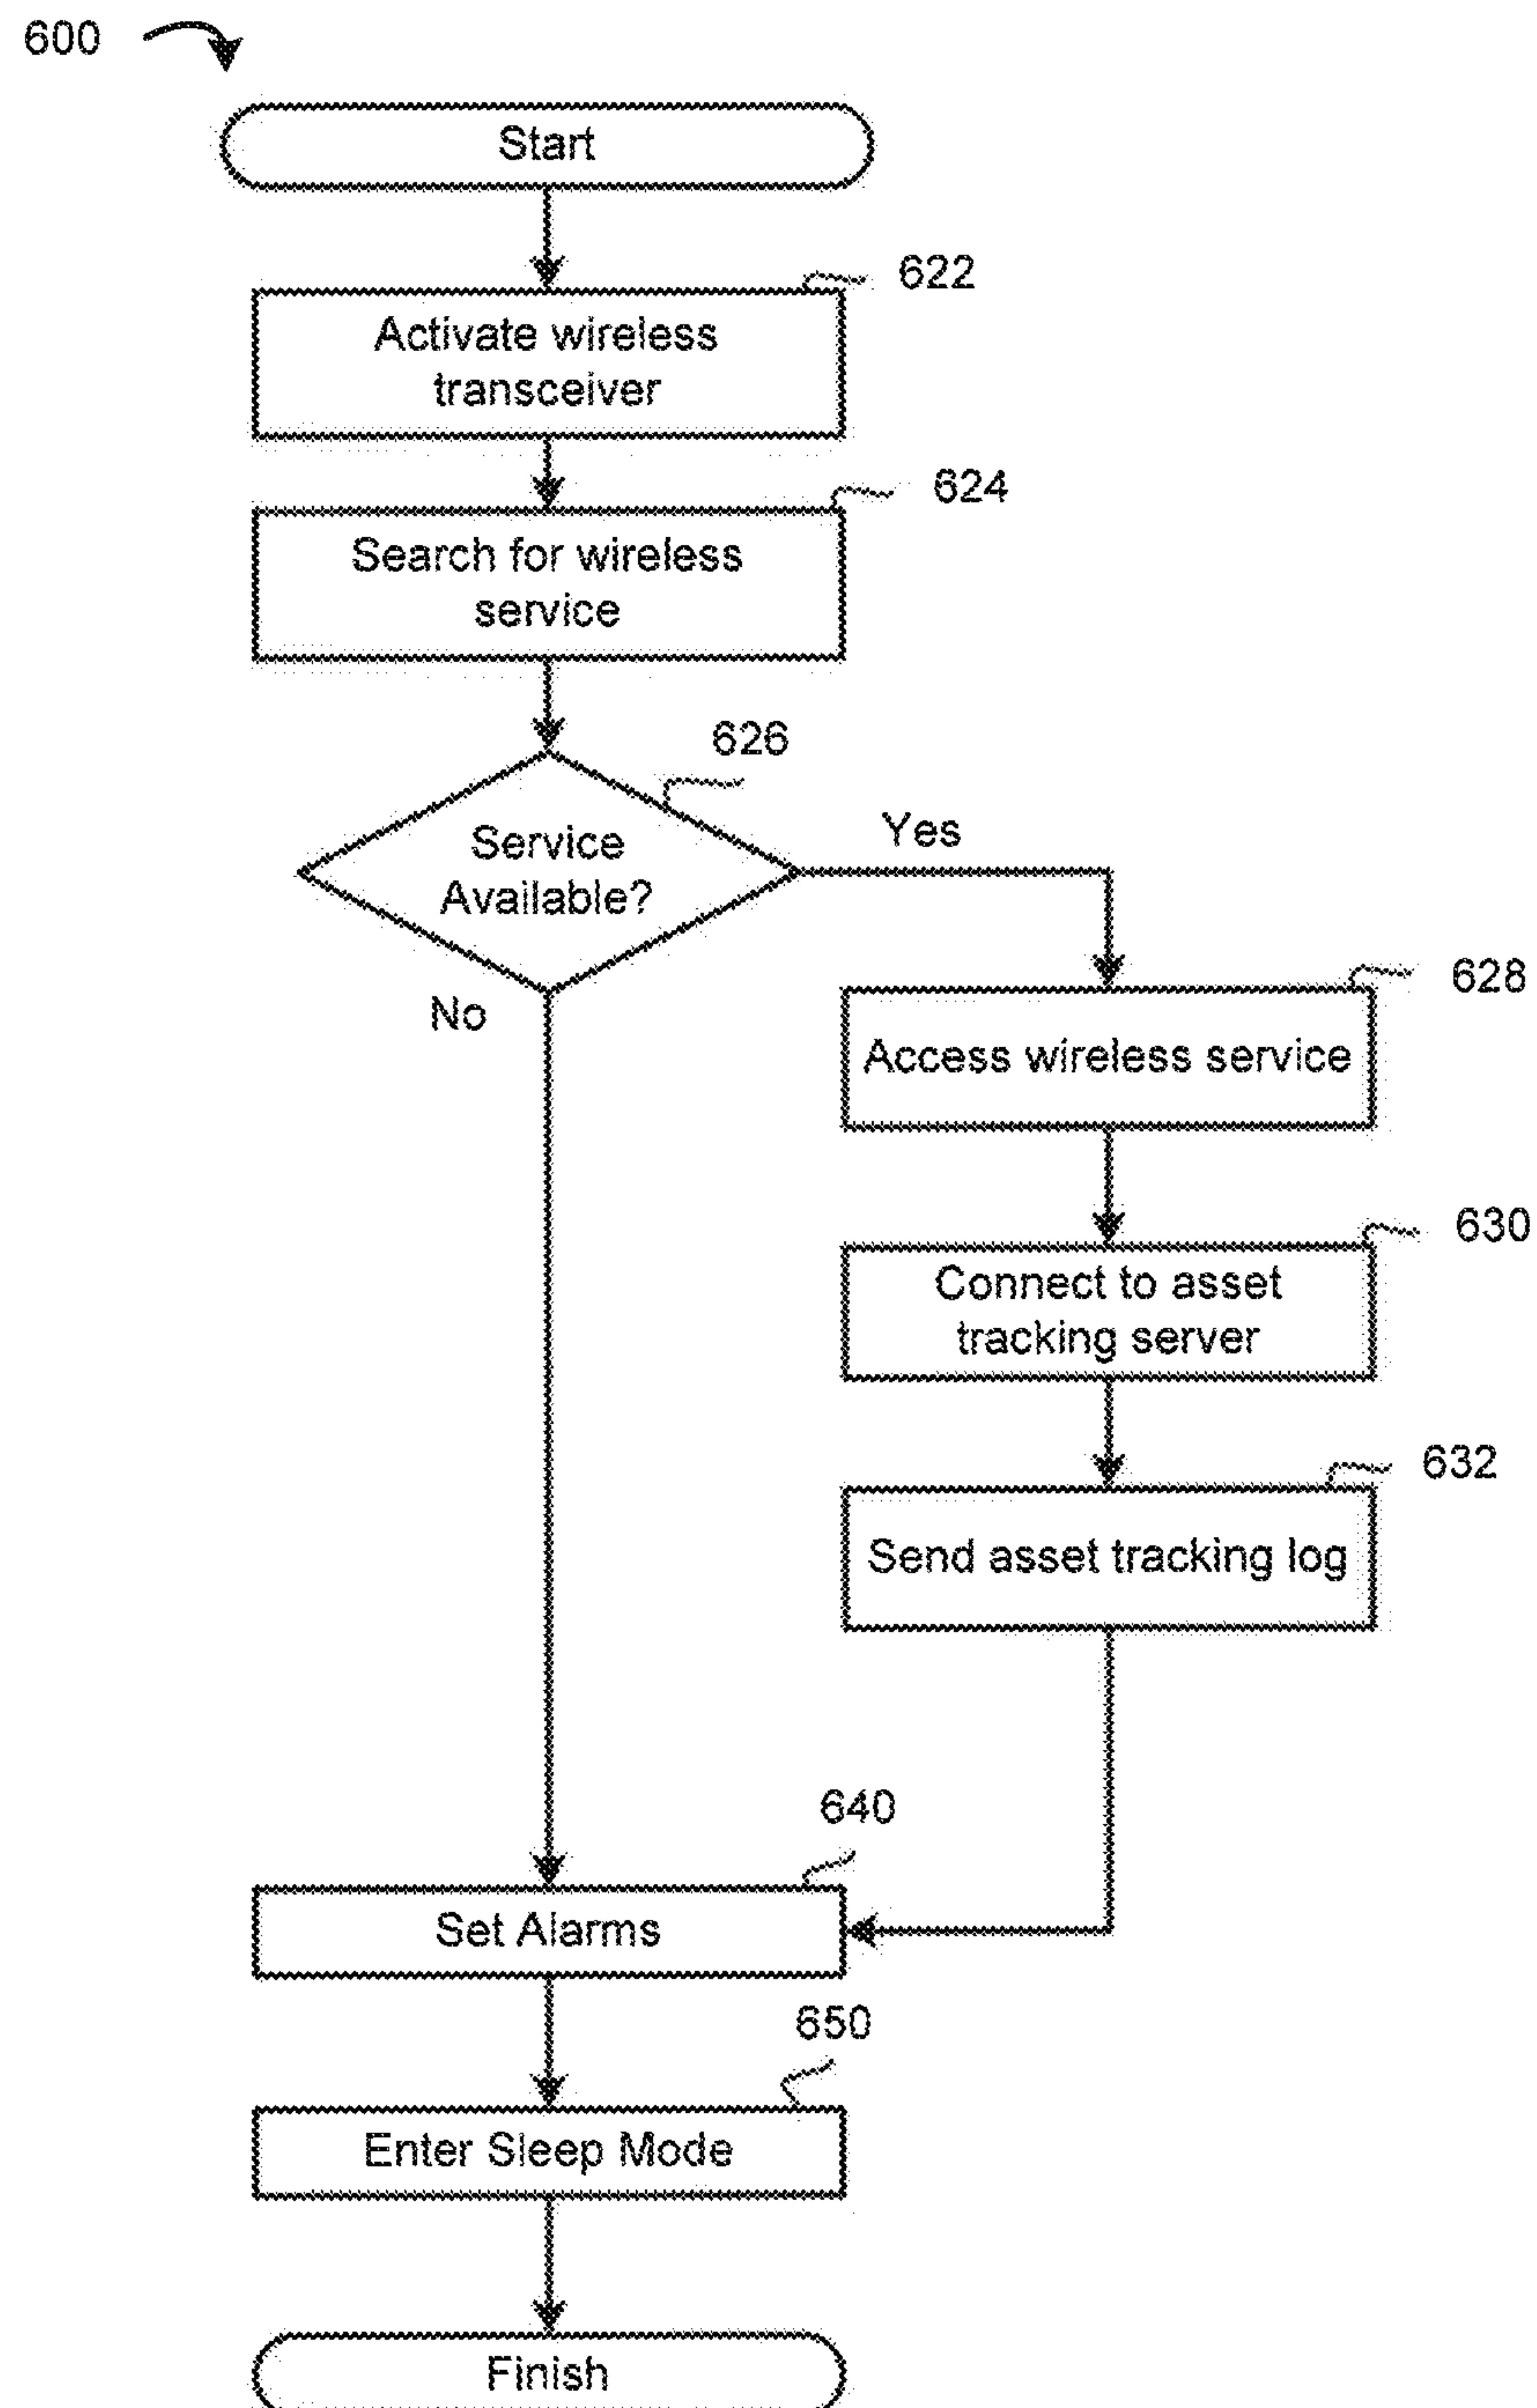 600
Start
622
Activate wireless
transceiver
624
Search for wireless
service
626
Service
Available?
Yes
No
628
Access wireless service
630
Connect to asset
tracking server
632
Send asset tracking log
640
Set Alarms
650
Enter Sleep Mode
Finish